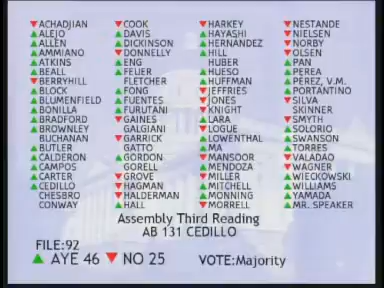 ACHADJIAN COOK HARKEY NESTANDE
ALEJO DAVIS HAYASHI NIELSEN
ALLEN DICKINSON HERNANDEZ NORBY
AMMIANO DONNELLY HILL OLSEN
ATKINS ENG HUBER PAN
BEALL FEUER HUESO PEREA
BERRYHILL FLETCHER HUFFMAN PEREZ, V.M.
BLOCK FONG JEFFRIES PORTANTINO
BLUMENFIELD FUENTES JONES SILVA
BONILLA FURUTANI KNIGHT SKINNER
BRADFORD GAINES LARA SMYTH
BROWNLEY GALGIANI LOGUE SOLORIO
BUCHANAN GARRICK LOWENTHAL SWANSON
BUTLER GATTO MA TORRES
CALDERON GORDON MANSOOR VALADAO
CAMPOS GORELL MENDOZA WAGNER
CARTER GROVE MILLER WIECKOWSKI
CEDILLO HAGMAN MITCHELL WILLIAMS
CHESBRO HALDERMAN MONNING YAMADA
CONWAY HALL MORRELL MR. SPEAKER
Assembly Third Reading
AB 131 CEDILLO
FILE:92
AYE 46 NO 25 VOTE:Majority